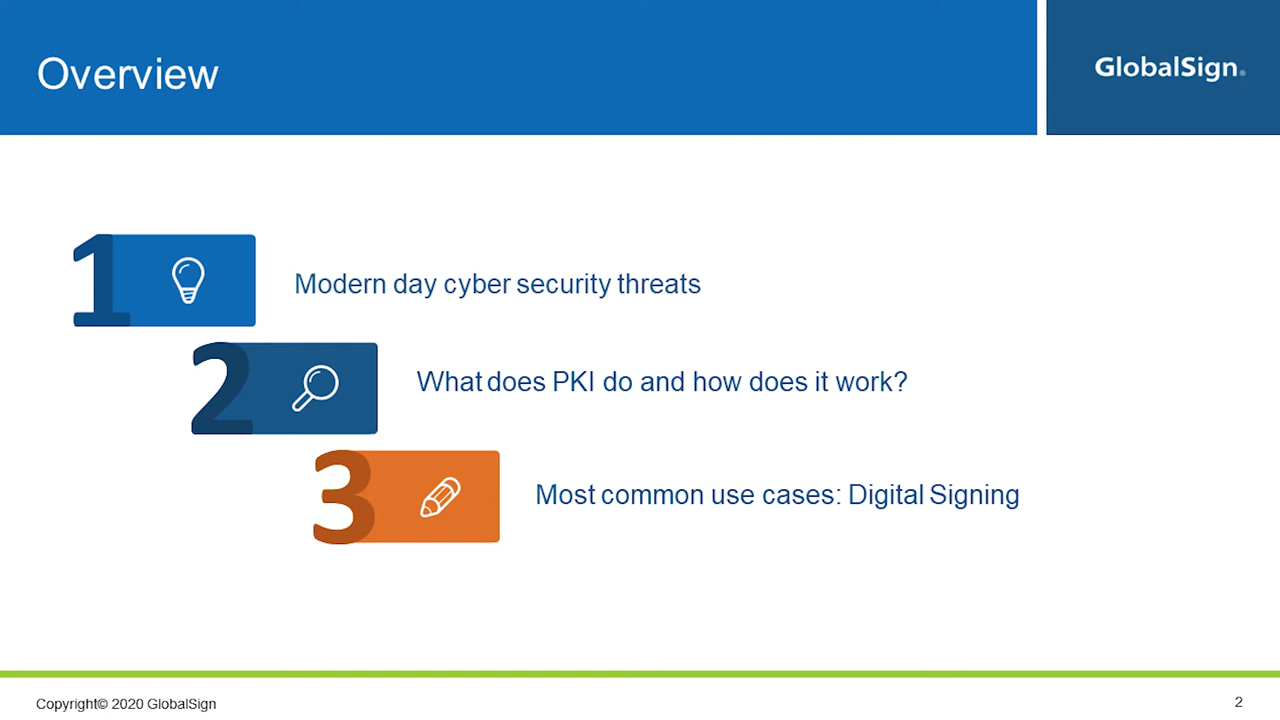 Overview
GlobalSign®
1
Modern day cyber security threats
2
What does PKI do and how does it work?
3
Most common use cases: Digital Signing
Copyright© 2020 GlobalSign
2